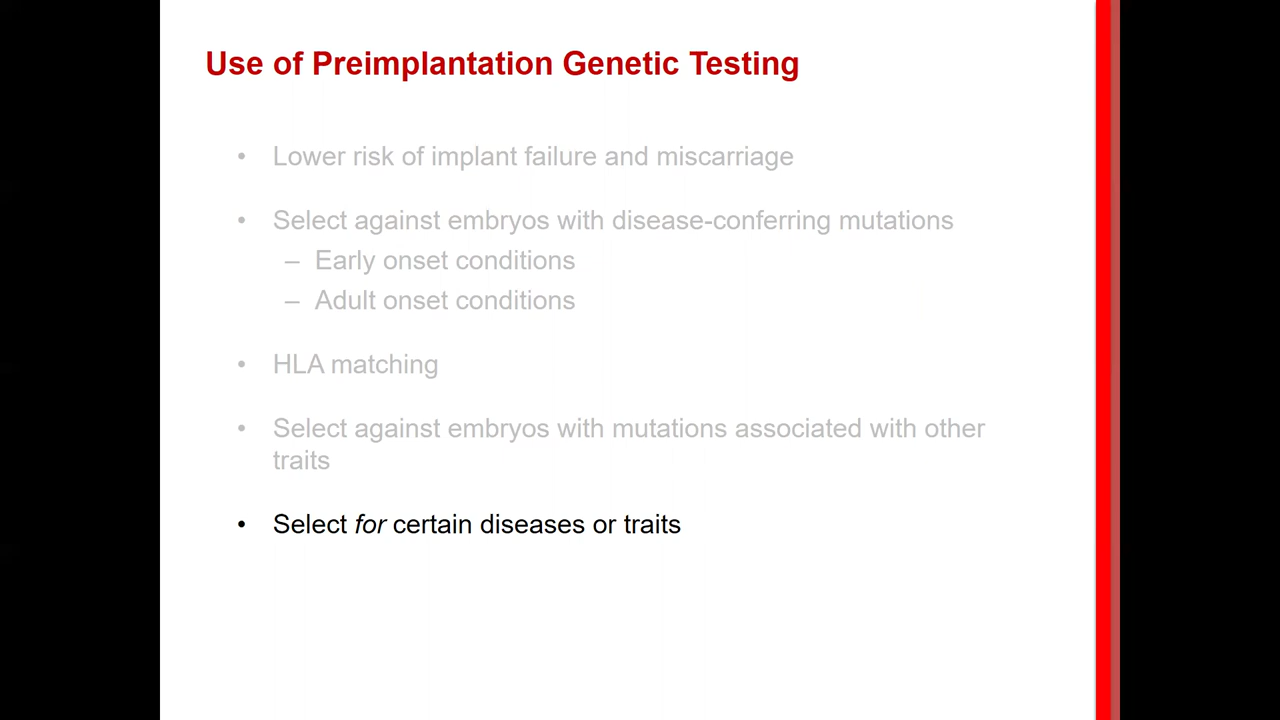 Use of Preimplantation Genetic Testing
• Lower risk of implant failure and miscarriage
• Select against embryos with disease-conferring mutations
– Early onset conditions
– Adult onset conditions
• HLA matching
• Select against embryos with mutations associated with other
traits
• Select for certain diseases or traits